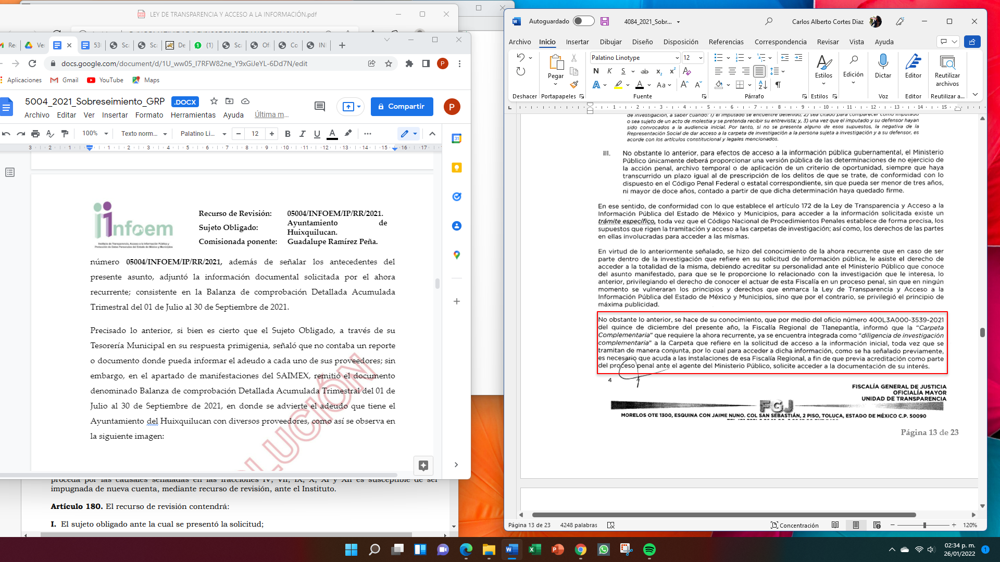 LEY DE TRANSPARENCIA Y ACCESO A LA INFORMACIÓN.pdf
Re
Ve
53
Sc
Sc
De
(1)
Sc
Of
Co
IN
docs.google.com/document/d/1U_ww05_I7RFW82ne_Y9xGiJeYL-6Dd7N/edit
P
Aplicaciones
Gmail
YouTube
Maps
5004_2021_Sobreseimiento_GRP
.DOCX
Compartir
P
Archivo Editar Ver Insertar Formato Herramientas Ayuda Última m...
100% Texto norm... Palatino Li... − 12 + B I U A
3 2 1 1 2 3 4 5 6 7 8 9 10 11 12 13 14 15 16 17
infoem
Instituto de Transparencia, Acceso a la Información Pública y
Protección de Datos Personales del Estado de México y Municipios
Recurso de Revisión: 05004/INFOEM/IP/RR/2021.
Sujeto Obligado: Ayuntamiento de Huixquilucan.
Comisionada ponente: Guadalupe Ramírez Peña.
número 05004/INFOEM/IP/RR/2021, además de señalar los antecedentes del
presente asunto, adjuntó la información documental solicitada por el ahora
recurrente; consistente en la Balanza de comprobación Detallada Acumulada
Trimestral del 01 de Julio al 30 de Septiembre de 2021.
Precisado lo anterior, si bien es cierto que el Sujeto Obligado, a través de su
Tesorería Municipal en su respuesta primigenia, señaló que no contaba un reporte
o documento donde pueda informar el adeudo a cada uno de sus proveedores; sin
embargo, en el apartado de manifestaciones del SAIMEX, remitió el documento
denominado Balanza de comprobación Detallada Acumulada Trimestral del 01 de
Julio al 30 de Septiembre de 2021, en donde se advierte el adeudo que tiene el
Ayuntamiento del Huixquilucan con diversos proveedores, como así se observa en
la siguiente imagen:
OLUCIÓN
proceda por las causales señaladas en las fracciones IV, VII, IX, X, XI y XII es susceptible de ser
impugnada de nueva cuenta, mediante recurso de revisión, ante el Instituto.
Artículo 180. El recurso de revisión contendrá:
I. El sujeto obligado ante la cual se presentó la solicitud;
Autoguardado
4084_2021_Sobr...
Carlos Alberto Cortes Diaz
Archivo Inicio Insertar Dibujar Diseño Disposición Referencias Correspondencia Revisar Vista Ayuda
Pegar
Palatino Linotype 12
N K S ab x₂ x² A
A A Aa A A
Estilos
Edición
Dictar
Editor
Reutilizar archivos
Deshacer Portapapeles Fuente Párrafo Estilos Voz Editor Reutilizar a...
1 2 3 4 5 6 7 8 9 10 11 12 13 14 15
de investigación, a saber cuando: 1) el imputado se encuentre detenido; 2) sea citado para comparecer como imputado
o sea sujeto de un acto de molestia y se pretenda recibir su entrevista; y, 3) una vez que el imputado y su defensor hayan
sido convocados a la audiencia inicial. Por tanto, si no se presenta alguno de esos supuestos, la negativa de la
Representación Social de dar acceso a la carpeta de investigación a la persona sujeta a investigación y a su defensor, es
acorde con los artículos constitucional y legales mencionados.
III. No obstante lo anterior, para efectos de acceso a la información pública gubernamental, el Ministerio
Público únicamente deberá proporcionar una versión pública de las determinaciones de no ejercicio de
la acción penal, archivo temporal o de aplicación de un criterio de oportunidad, siempre que haya
transcurrido un plazo igual al de prescripción de los delitos de que se trate, de conformidad con lo
dispuesto en el Código Penal Federal o estatal correspondiente, sin que pueda ser menor de tres años,
ni mayor de doce años, contado a partir de que dicha determinación haya quedado firme.
En ese sentido, de conformidad con lo que establece el artículo 172 de la Ley de Transparencia y Acceso a la
Información Pública del Estado de México y Municipios, para acceder a la información solicitada existe un
trámite específico, toda vez que el Código Nacional de Procedimientos Penales establece de forma precisa, los
supuestos que rigen la tramitación y acceso a las carpetas de investigación; así como, los derechos de las partes
en ellas involucradas para acceder a las mismas.
En virtud de lo anteriormente señalado, se hizo del conocimiento de la ahora recurrente que en caso de ser
parte dentro de la investigación que refiere en su solicitud de información pública, le asiste el derecho de
acceder a la totalidad de la misma, debiendo acreditar su personalidad ante el Ministerio Público que conoce
del asunto manifestado, para que se le proporcione lo relacionado con la investigación que le interesa, lo
anterior, privilegiando el derecho de conocer el actuar de esta Fiscalía en un proceso penal, sin que en ningún
momento se vulneraran los principios y derechos que enmarca la Ley de Transparencia y Acceso a la
Información Pública del Estado de México y Municipios, sino que por el contrario, se privilegió el principio de
máxima publicidad.
No obstante lo anterior, se hace de su conocimiento, que por medio del oficio número 400L3A000-3539-2021
del quince de diciembre del presente año, la Fiscalía Regional de Tlanepantla, informó que la “Carpeta
Complementaria” que requiere la ahora recurrente, ya se encuentra integrada como “diligencia de investigación
complementaria” a la Carpeta que refiere en la solicitud de acceso a la información inicial, toda vez que se
tramitan de manera conjunta, por lo cual para acceder a dicha información, como se ha señalado previamente,
es necesario que acuda a las instalaciones de esa Fiscalía Regional, a fin de que previa acreditación como parte
del proceso penal ante el agente del Ministerio Público, solicite acceder a la documentación de su interés.
4
FISCALÍA GENERAL DE JUSTICIA
OFICIALÍA MAYOR
UNIDAD DE TRANSPARENCIA
FGJ
MORELOS OTE 1300, ESQUINA CON JAIME NUNO. COL SAN SEBASTIÁN, 2 PISO, TOLUCA, ESTADO DE MÉXICO C.P. 50090
Página 13 de 23
Página 13 de 23 4248 palabras Concentración 120%
02:34 p. m.
26/01/2022
1